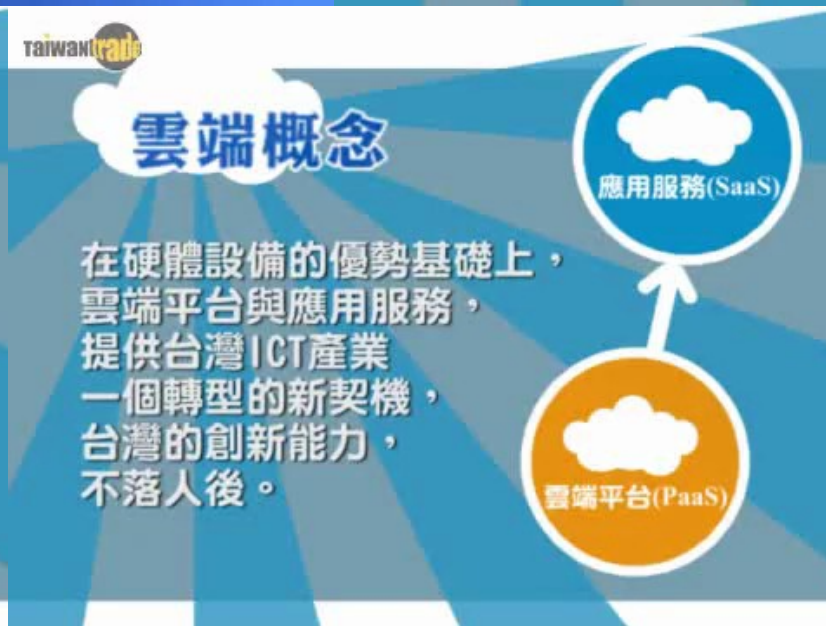 Taiwantrade
雲端概念
應用服務(SaaS)
在硬體設備的優勢基礎上，
雲端平台與應用服務，
提供台灣ICT產業
一個轉型的新契機，
台灣的創新能力，
不落人後。
雲端平台(PaaS)